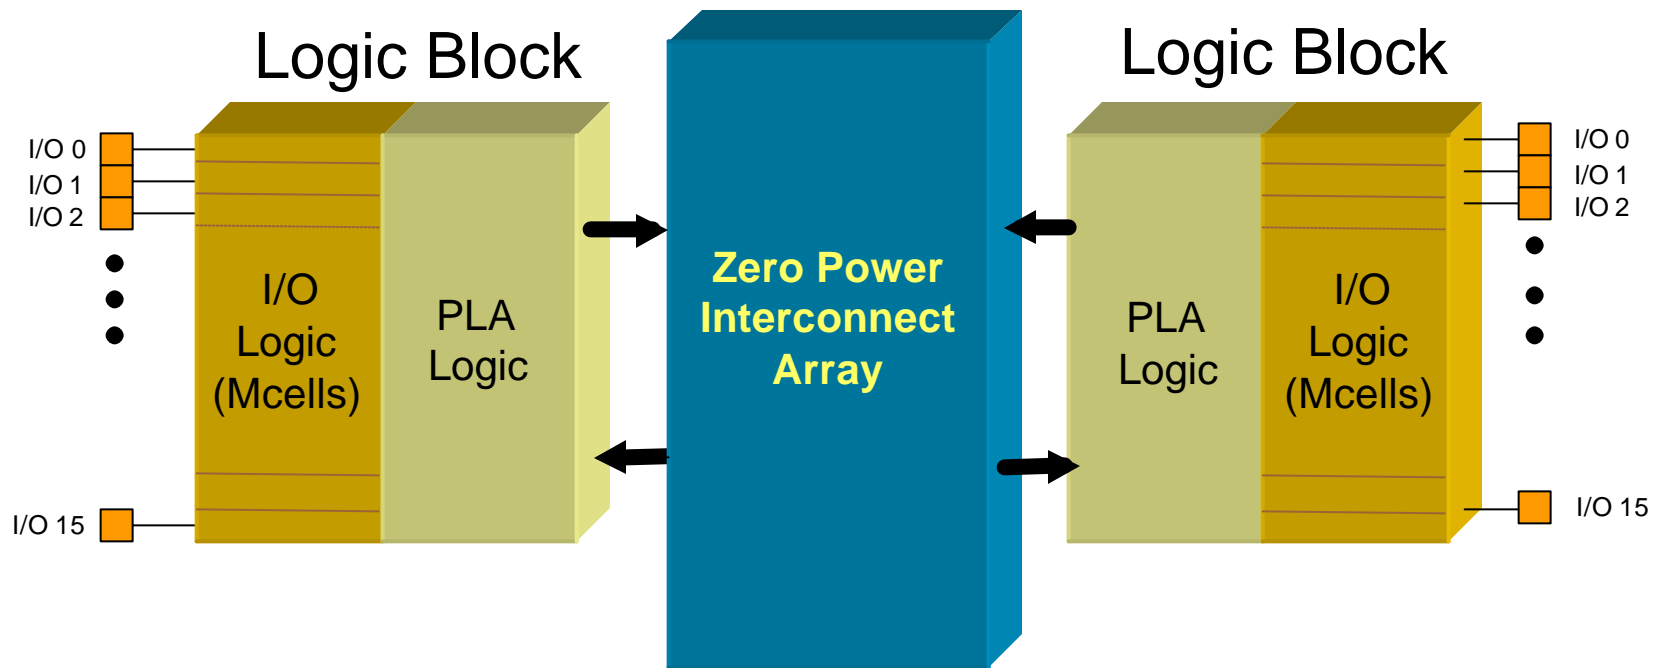 Logic Block
Logic Block
I/O 0
I/O 1
I/O 2
I/O 15
I/O
Logic
(Mcells)
PLA
Logic
Zero Power
Interconnect
Array
PLA
Logic
I/O
Logic
(Mcells)
I/O 0
I/O 1
I/O 2
I/O 15